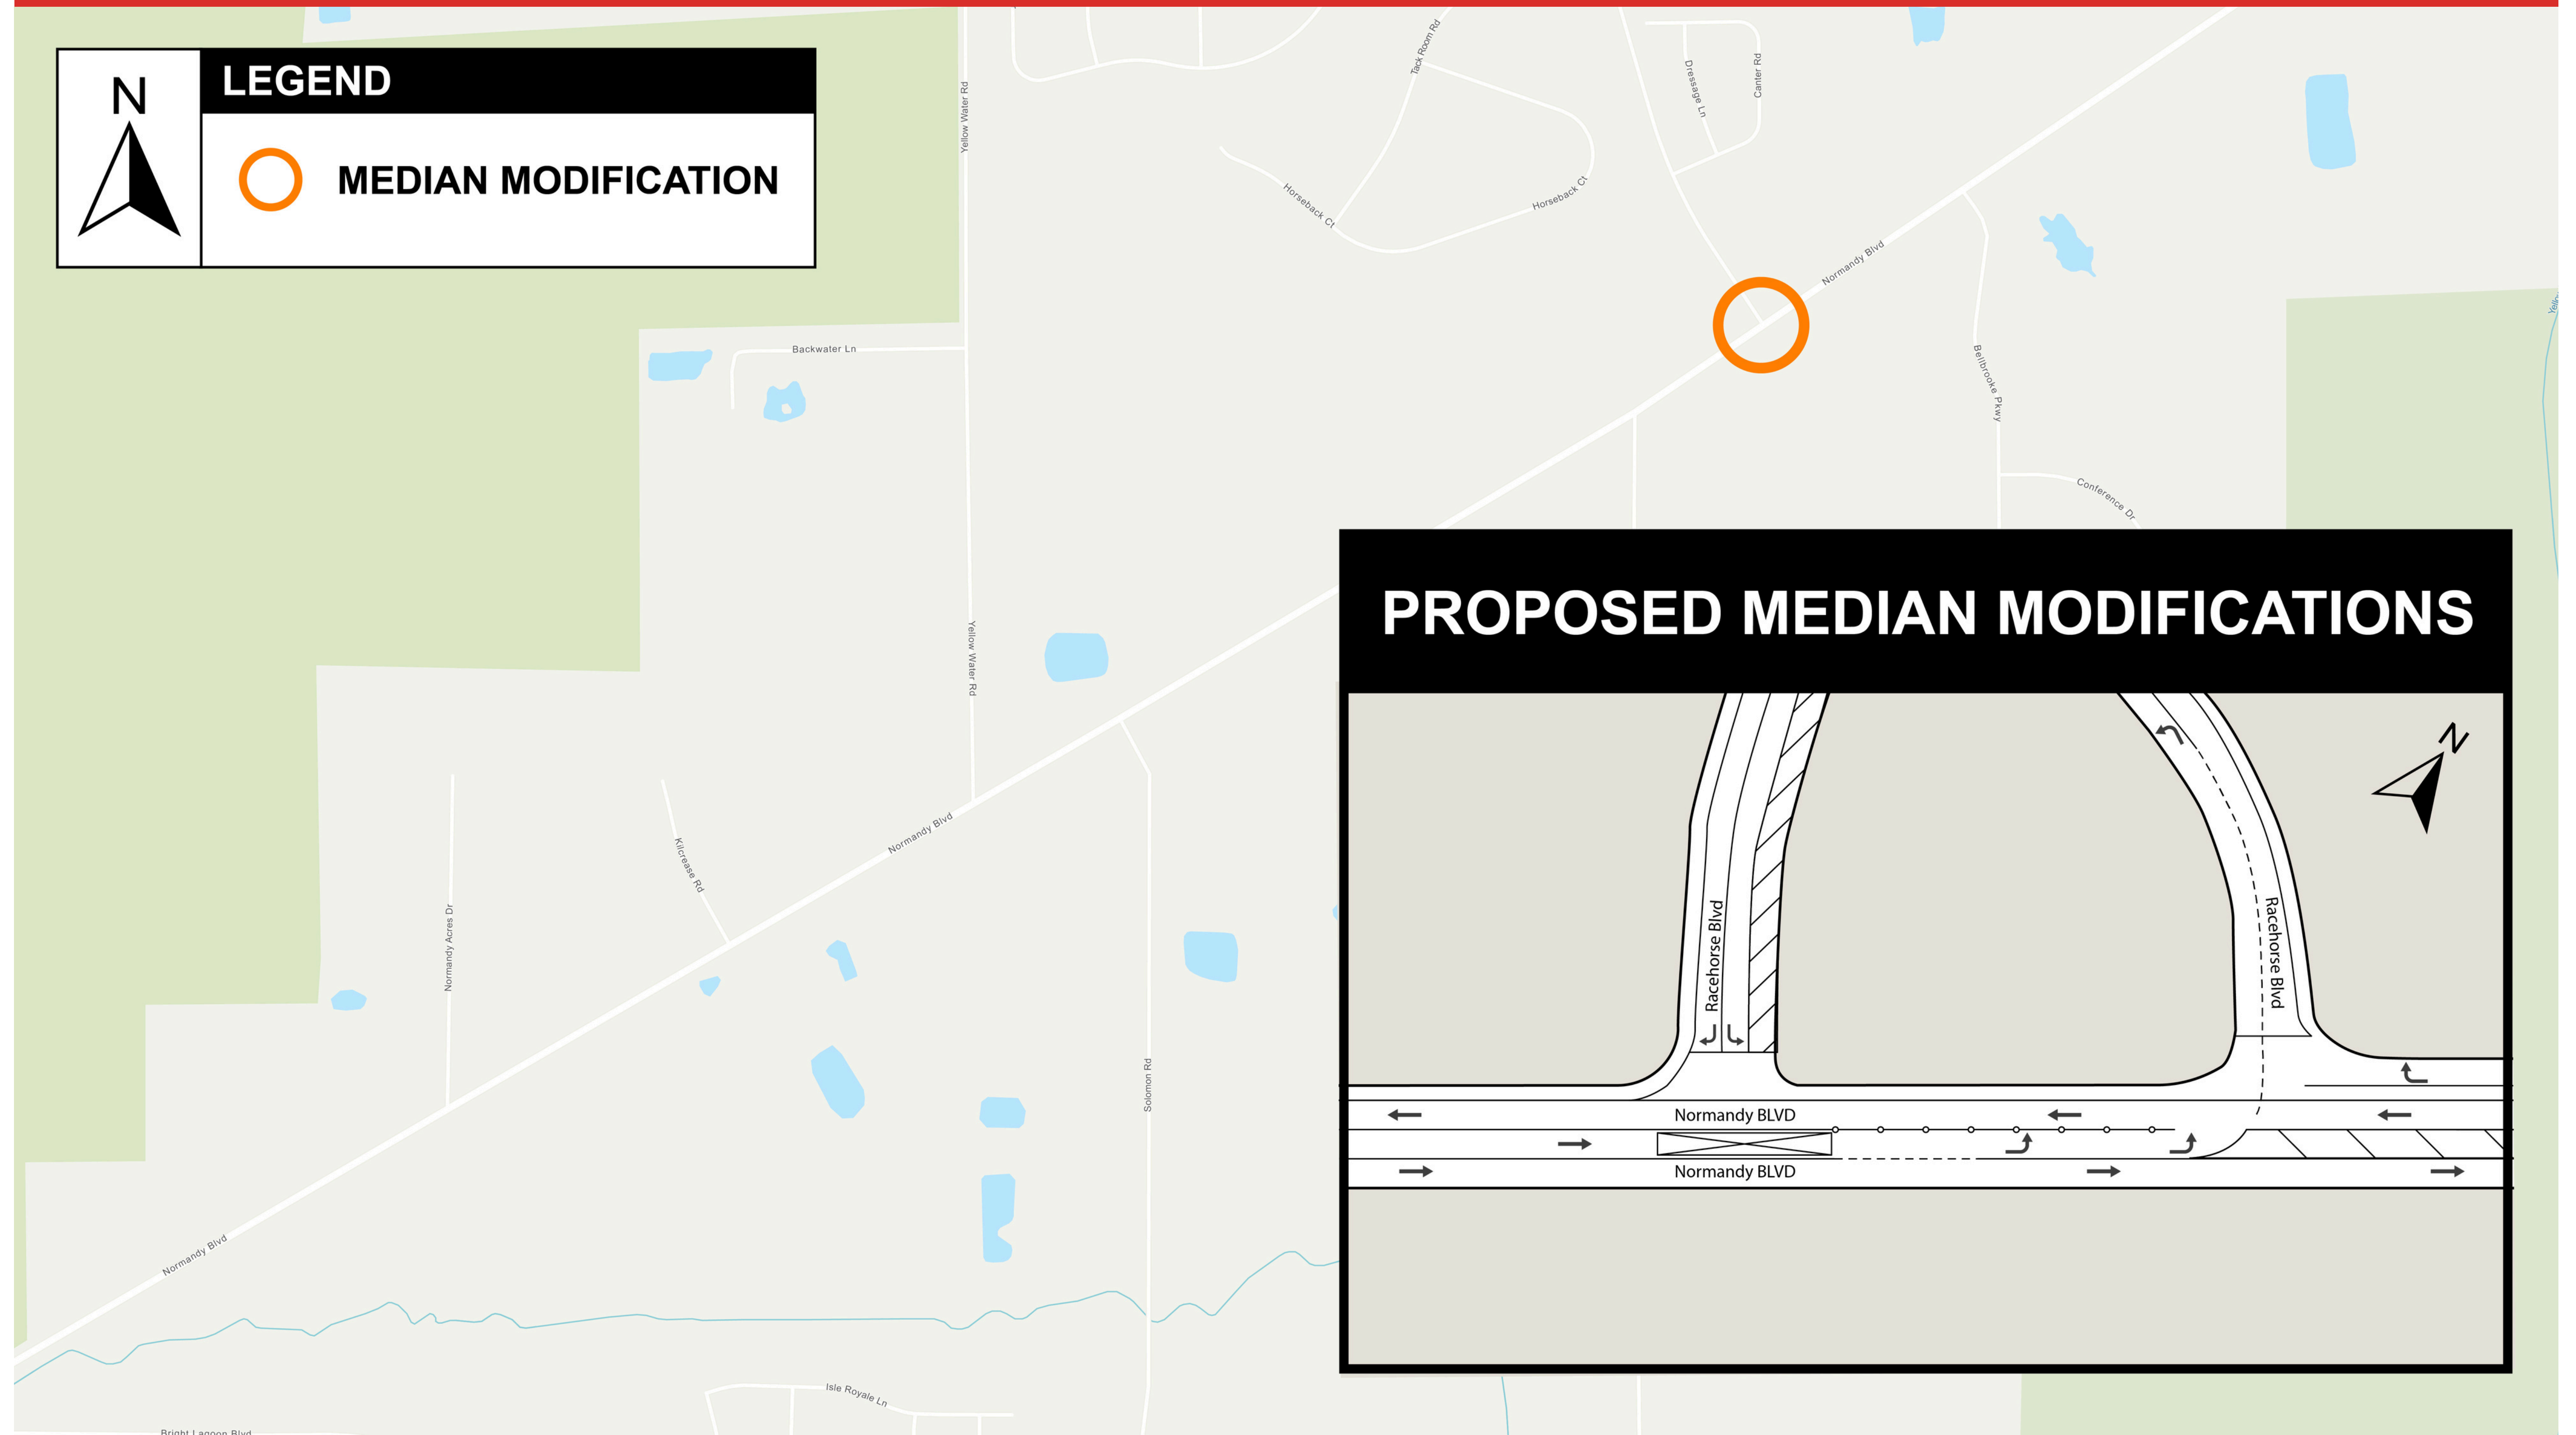 N
LEGEND
MEDIAN MODIFICATION
Yellow Water Rd
Tack Room Rd
Dressage Ln
Canter Rd
Horseback Ct
Horseback Ct
Normandy Blvd
Backwater Ln
Bellbrooke Pkwy
Conference Dr
Yellow Water Rd
Normandy Blvd
Kilcrease Rd
Normandy Acres Dr
Solomon Rd
Normandy Blvd
Isle Royale Ln
Bright Lagoon Blvd
PROPOSED MEDIAN MODIFICATIONS
N
Racehorse Blvd
Racehorse Blvd
Normandy BLVD
Normandy BLVD